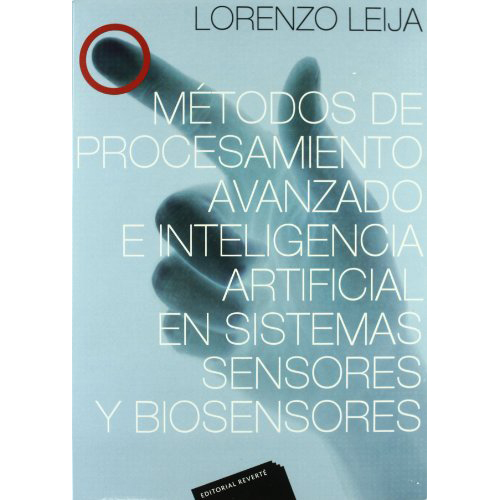 LORENZO LEIJA
MÉTODOS DE
PROCESAMIENTO
AVANZADO
E INTELIGENCIA
ARTIFICIAL
EN SISTEMAS
SENSORES
Y BIOSENSORES
EDITORIAL REVERTÉ